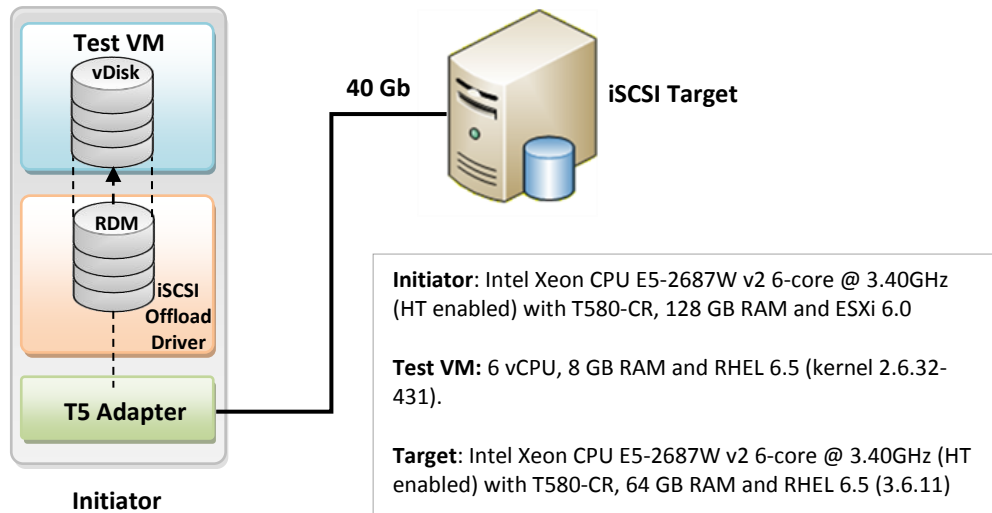 Test VM
vDisk
RDM
iSCSI
Offload
Driver
T5 Adapter
Initiator
40 Gb
iSCSI Target
Initiator: Intel Xeon CPU E5-2687W v2 6-core @ 3.40GHz
(HT enabled) with T580-CR, 128 GB RAM and ESXi 6.0
Test VM: 6 vCPU, 8 GB RAM and RHEL 6.5 (kernel 2.6.32-
431).
Target: Intel Xeon CPU E5-2687W v2 6-core @ 3.40GHz (HT
enabled) with T580-CR, 64 GB RAM and RHEL 6.5 (3.6.11)